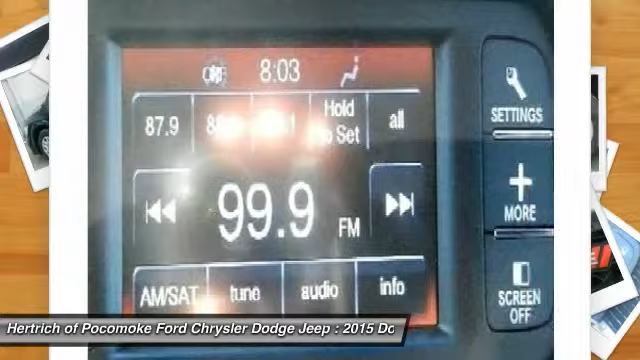 OFF 8:03
87.9 Hold all
Set
SETTINGS
99.9 FM
MORE
AM/SAT tune audio info
SCREEN
OFF
Hertrich of Pocomoke Ford Chrysler Dodge Jeep : 2015 Do